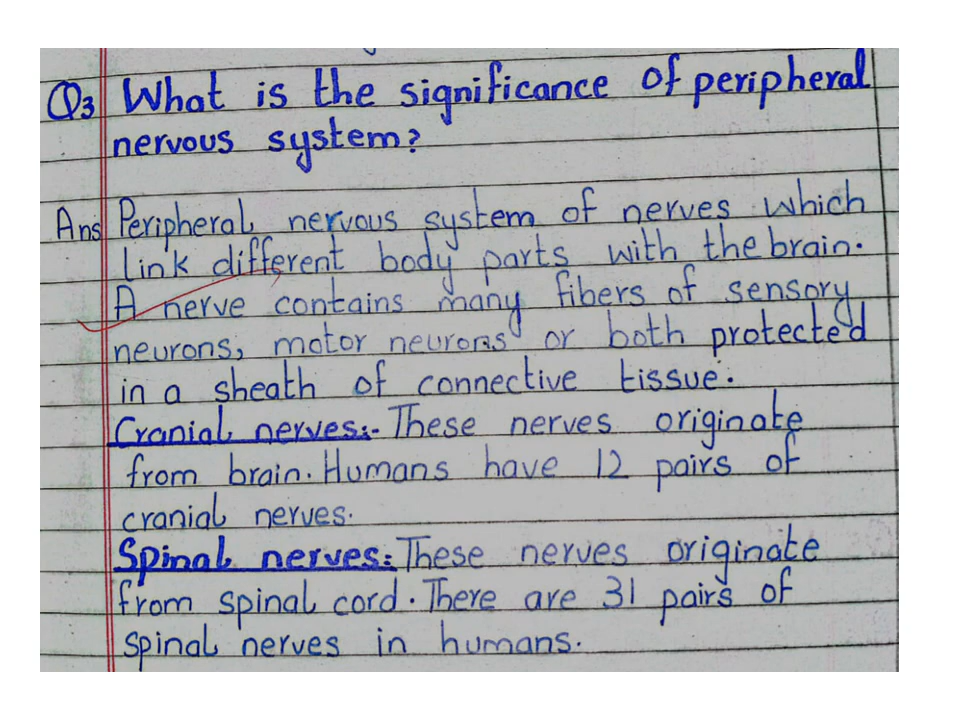 Q3 What is the significance of peripheral
nervous system?
Ans Peripheral nervous system of nerves which
link different body parts with the brain.
A nerve contains many fibers of sensory
neurons, motor neurons or both protected
in a sheath of connective tissue.
Cranial nerves:- These nerves originate
from brain. Humans have 12 pairs of
cranial nerves.
Spinal nerves: These nerves originate
from spinal cord. There are 31 pairs of
spinal nerves in humans.